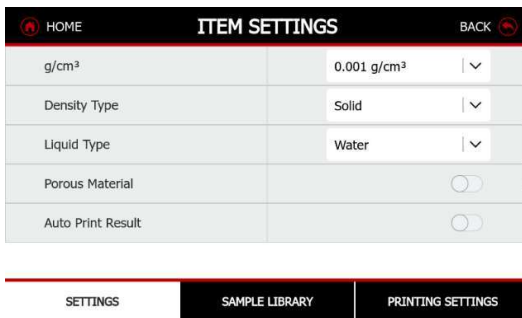 HOME ITEM SETTINGS BACK
g/cm³ 0.001 g/cm³
Density Type Solid
Liquid Type Water
Porous Material
Auto Print Result
SETTINGS SAMPLE LIBRARY PRINTING SETTINGS